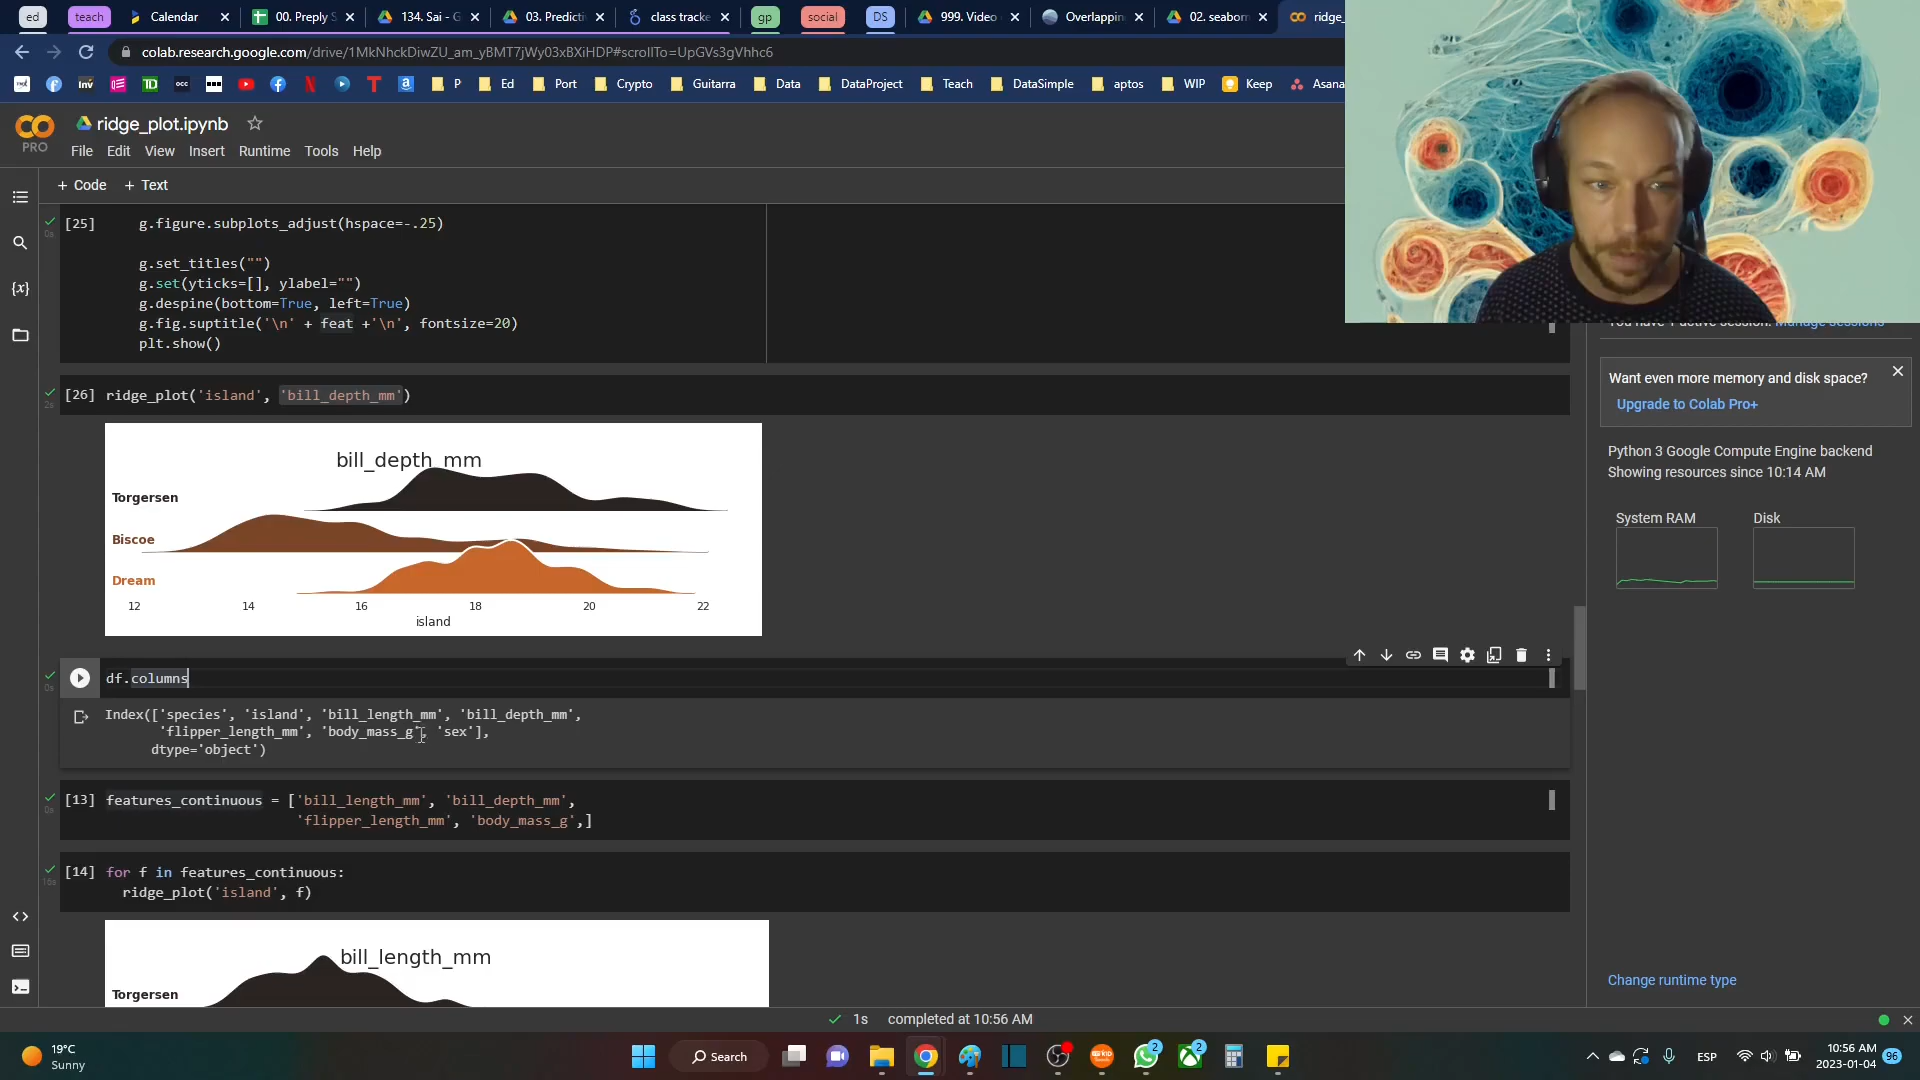 ed
teach
Calendar
00. Preply S
134. Sai - G
03. Predicti
class tracke
gp
social
DS
999. Video
Overlappin
02. seaborn
ridge_
colab.research.google.com/drive/1MkNhckDiwZU_am_yBMT7jWy03xBXiHDP#scrollTo=UpGVs3gVhhc6
P
Ed
Port
Crypto
Guitarra
Data
DataProject
Teach
DataSimple
aptos
WIP
Keep
Asana
ridge_plot.ipynb
PRO
File Edit View Insert Runtime Tools Help
+ Code + Text
[25] g.figure.subplots_adjust(hspace=-.25)
g.set_titles("")
g.set(yticks=[], ylabel="")
g.despine(bottom=True, left=True)
g.fig.suptitle('\n' + feat +'\n', fontsize=20)
plt.show()
[26] ridge_plot('island', 'bill_depth_mm')
bill_depth_mm
Torgersen
Biscoe
Dream
12 14 16 18 20 22
island
df.columns
Index(['species', 'island', 'bill_length_mm', 'bill_depth_mm',
'flipper_length_mm', 'body_mass_g', 'sex'],
dtype='object')
[13] features_continuous = ['bill_length_mm', 'bill_depth_mm',
'flipper_length_mm', 'body_mass_g',]
[14] for f in features_continuous:
ridge_plot('island', f)
bill_length_mm
Torgersen
Manage sessions
Want even more memory and disk space?
Upgrade to Colab Pro+
Python 3 Google Compute Engine backend
Showing resources since 10:14 AM
System RAM
Disk
Change runtime type
1s completed at 10:56 AM
19°C
Sunny
Search
2
2
ESP
10:56 AM
2023-01-04
96